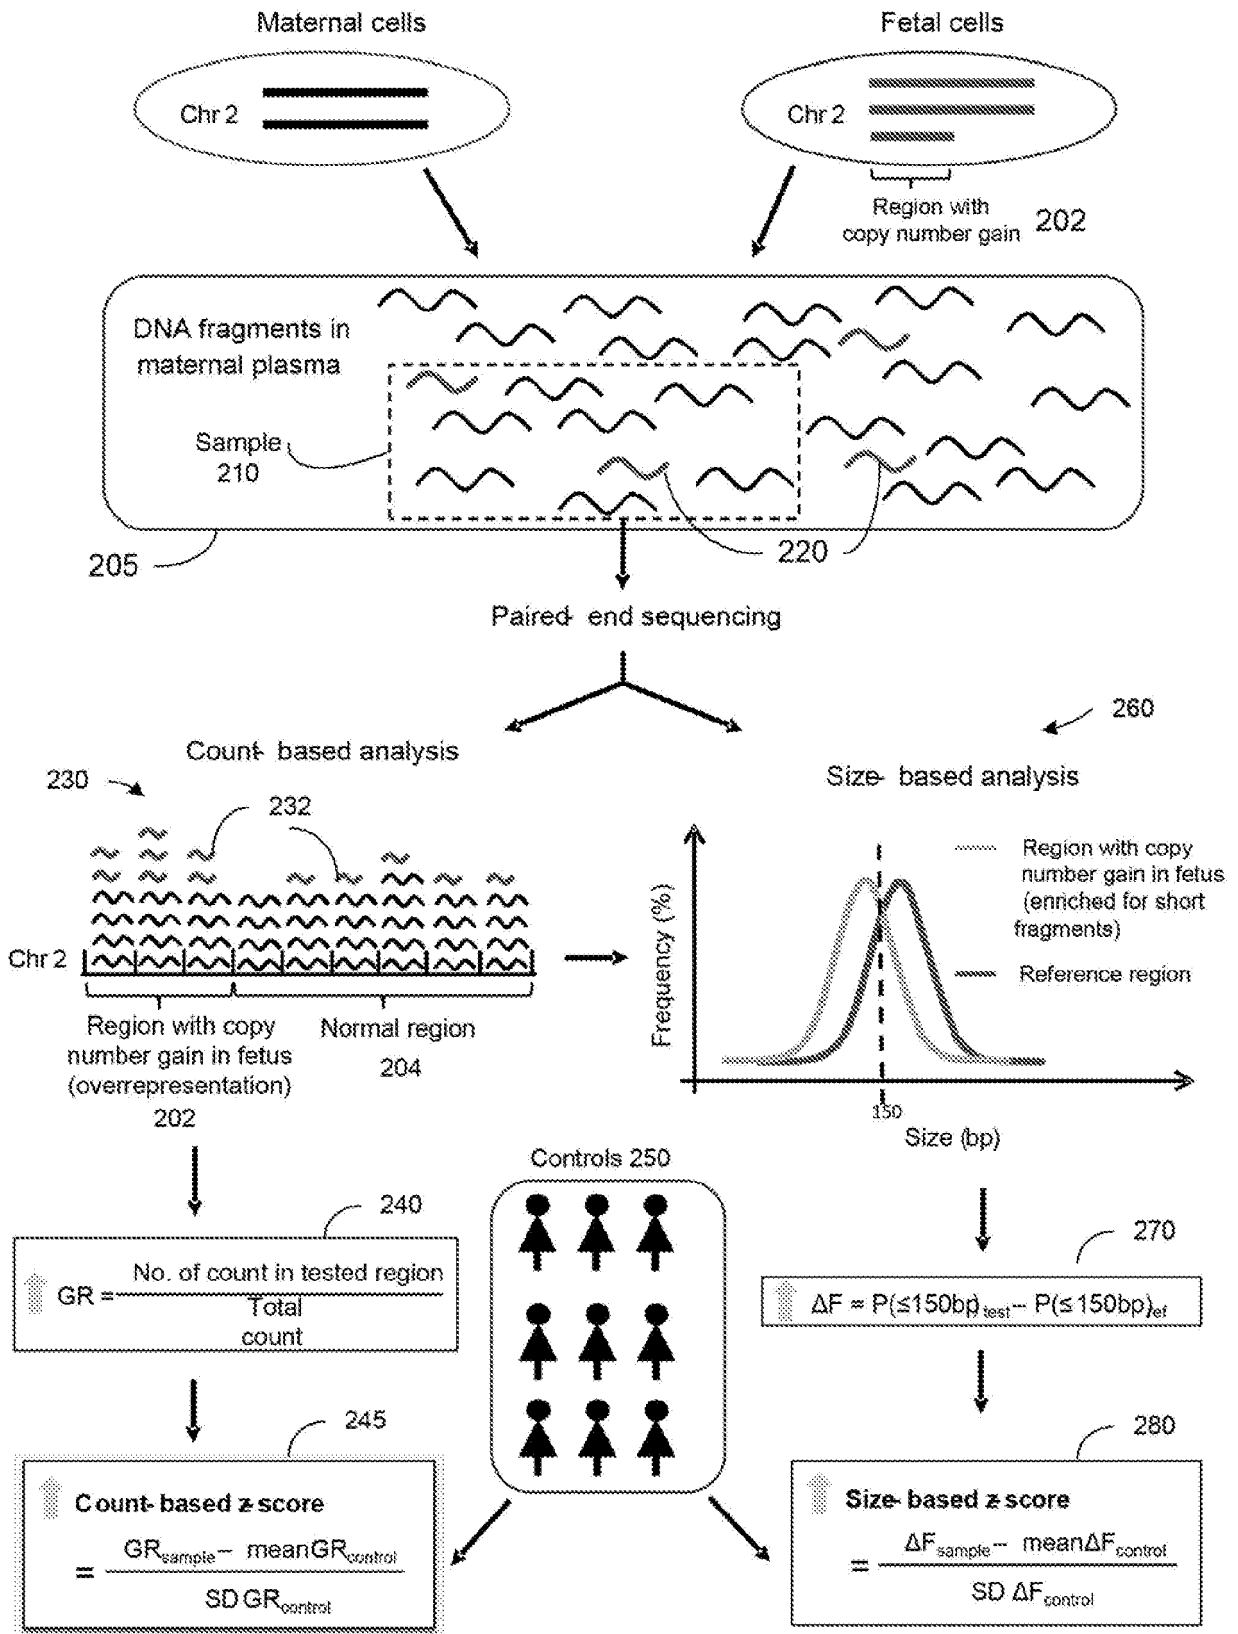 Maternal cells
Fetal cells
Chr 2
Chr 2
Region with
copy number gain
202
DNA fragments in
maternal plasma
Sample
210
205
220
Paired- end sequencing
260
Count- based analysis
Size- based analysis
230
232
Chr 2
Region with copy
number gain in fetus
(overrepresentation)
202
Normal region
204
Frequency (%)
Region with copy
number gain in fetus
(enriched for short
fragments)
Reference region
150
Size (bp)
Controls 250
240
GR = No. of count in tested region
Total
count
270
ΔF = P(≤150bp)test – P(≤150bp)ef
245
Count-based z-score
= GRsample – meanGRcontrol
SD GRcontrol
280
Size-based z-score
= ΔFsample – meanΔFcontrol
SD ΔFcontrol